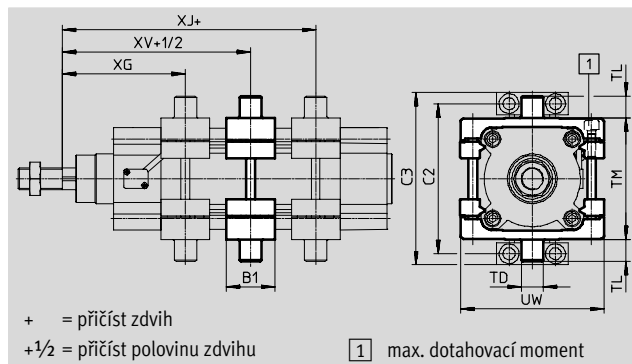 XJ+
XV+1/2
XG
1
TL
C3
C2
TM
B1
TD
TL
UW
+ = přičíst zdvih
+½ = přičíst polovinu zdvihu
1 max. dotahovací moment